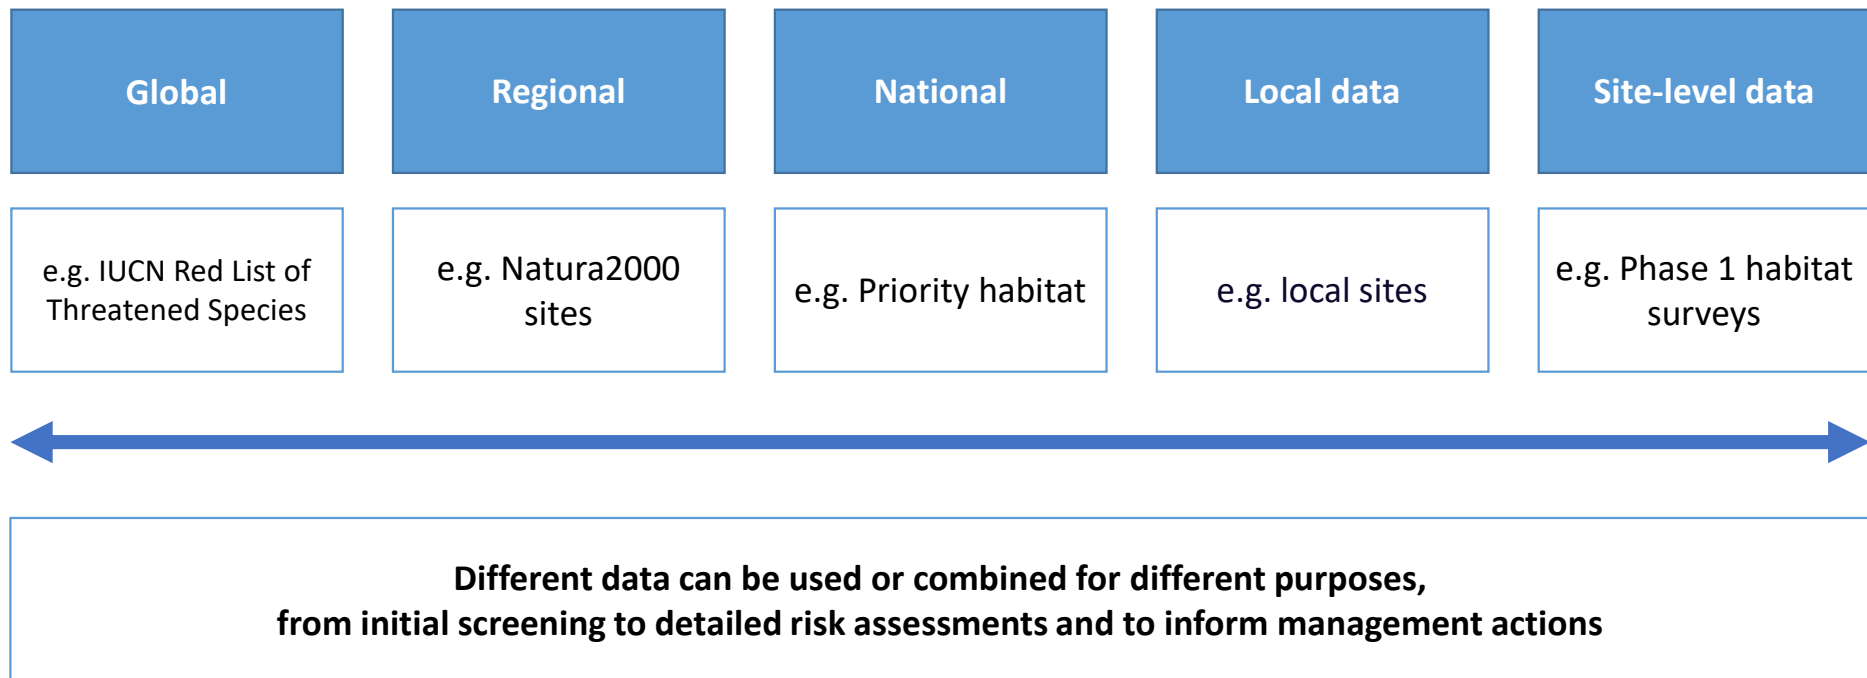 Global
Regional
National
Local data
Site-level data
e.g. IUCN Red List of
Threatened Species
e.g. Natura2000
sites
e.g. Priority habitat
e.g. local sites
e.g. Phase 1 habitat
surveys
Different data can be used or combined for different purposes,
from initial screening to detailed risk assessments and to inform management actions